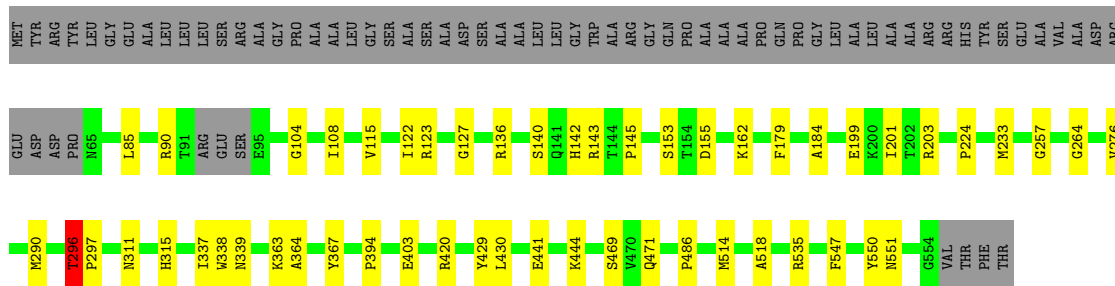 MET TYR ARG TYR LEU GLY GLU ALA LEU LEU LEU SER ARG ALA GLY PRO ALA ALA LEU GLY SER ALA SER ALA ALA ASP SER ALA ALA LEU LEU GLY TRP ALA ARG GLY GLN PRO ALA ALA ALA PRO GLN PRO GLY LEU ALA LEU ALA ALA ARG ARG HIS TYR SER GLU ALA VAL ALA ASP ARG
GLU ASP ASP PRO N65 L85 R90 T91 ARG GLU SER E95 G104 I108 V115 I122 R123 G127 R136 S140 Q141 H142 R143 T144 P145 S153 T154 D155 K162 F179 A184 E199 K200 I201 T202 R203 P224 M233 G257 G264
M290 T296 P297 N311 H315 I337 W338 N339 K363 A364 Y367 P394 E403 R420 Y429 L430 E441 K444 S469 V470 Q471 P486 M514 A518 R535 F547 Y550 N551 G554 VAL THR PHE THR